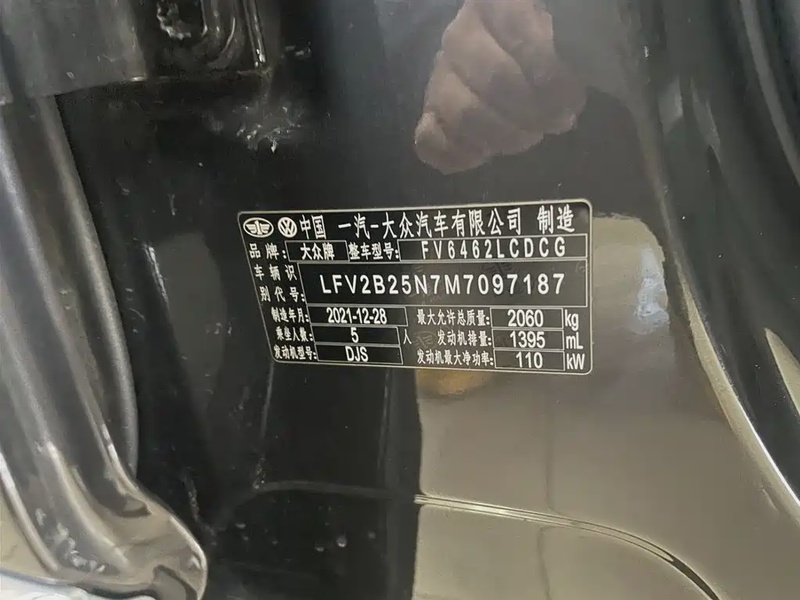 中国 一汽-大众汽车有限公司 制造
品牌: 大众牌 整车型号: FV6462LCDCG
车辆识别代号: LFV2B25N7M7097187
制造年月: 2021-12-28 最大允许总质量: 2060 kg
乘坐人数: 5 人 发动机排量: 1395 mL
发动机型号: DJS 发动机最大净功率: 110 kW